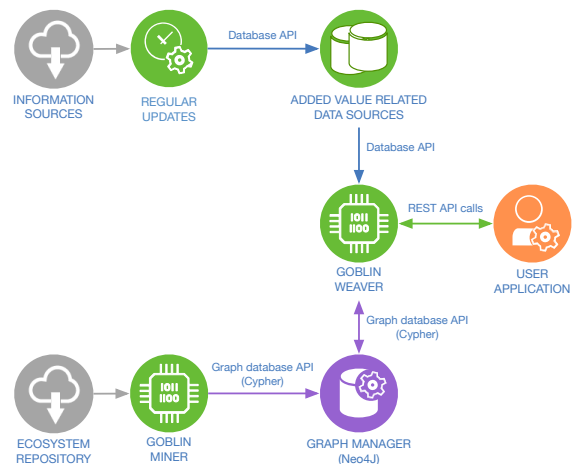 Database API
INFORMATION
SOURCES
REGULAR
UPDATES
ADDED VALUE RELATED
DATA SOURCES
Database API
1011
1100
REST API calls
GOBLIN
WEAVER
USER
APPLICATION
Graph database API
(Cypher)
Graph database API
(Cypher)
1011
1100
ECOSYSTEM
REPOSITORY
GOBLIN
MINER
GRAPH MANAGER
(Neo4J)